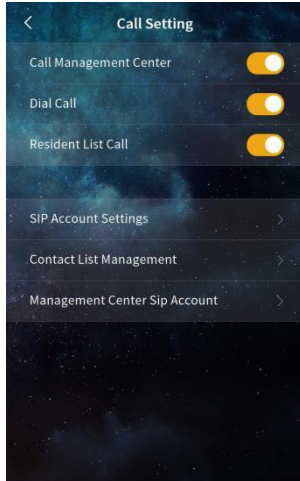 Call Setting
Call Management Center
Dial Call
Resident List Call
SIP Account Settings
Contact List Management
Management Center Sip Account